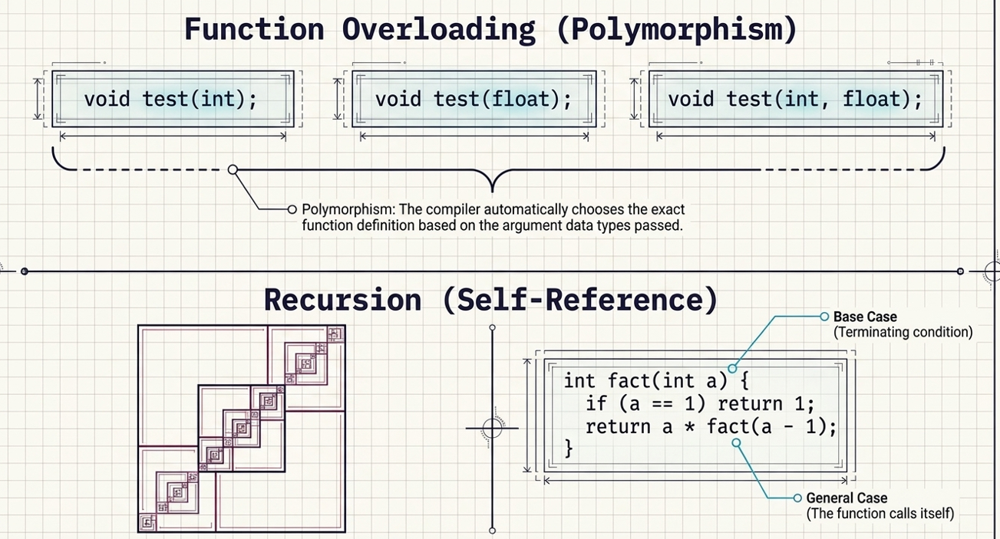 Function Overloading (Polymorphism)
void test(int);
void test(float);
void test(int, float);
Polymorphism: The compiler automatically chooses the exact
function definition based on the argument data types passed.
Recursion (Self-Reference)
Base Case
(Terminating condition)
int fact(int a) {
  if (a == 1) return 1;
  return a * fact(a - 1);
}
General Case
(The function calls itself)